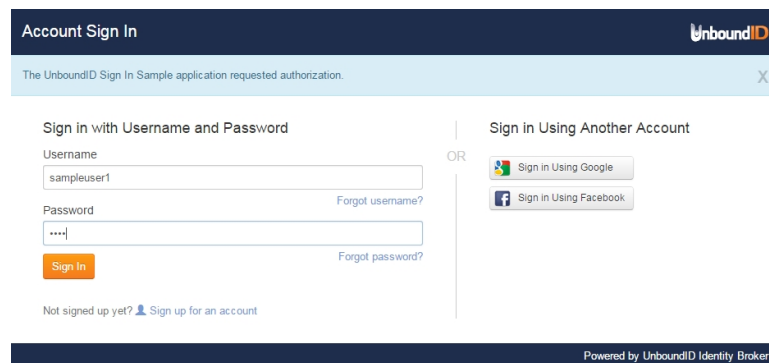 Account Sign In
UnboundID
The UnboundID Sign In Sample application requested authorization.
X
Sign in with Username and Password
Username
sampleuser1
Forgot username?
Password
••••
Sign In
Forgot password?
Not signed up yet? Sign up for an account
OR
Sign in Using Another Account
Sign in Using Google
Sign in Using Facebook
Powered by UnboundID Identity Broker